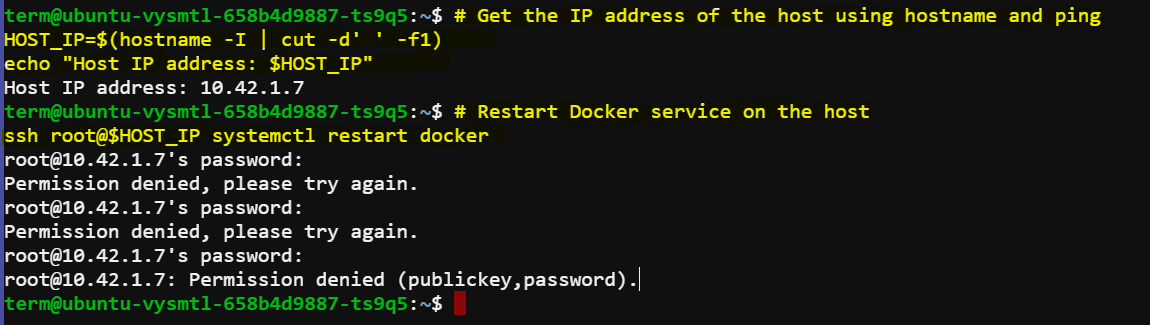 term@ubuntu-vysmtl-658b4d9887-ts9q5:~$ # Get the IP address of the host using hostname and ping
HOST_IP=$(hostname -I | cut -d' ' -f1)
echo "Host IP address: $HOST_IP"
Host IP address: 10.42.1.7
term@ubuntu-vysmtl-658b4d9887-ts9q5:~$ # Restart Docker service on the host
ssh root@$HOST_IP systemctl restart docker
root@10.42.1.7's password:
Permission denied, please try again.
root@10.42.1.7's password:
Permission denied, please try again.
root@10.42.1.7's password:
root@10.42.1.7: Permission denied (publickey,password).
term@ubuntu-vysmtl-658b4d9887-ts9q5:~$